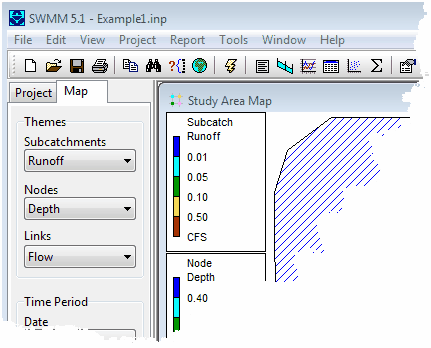 SWMM 5.1 - Example1.inp
File Edit View Project Report Tools Window Help
Project Map
Study Area Map
Themes
Subcatchments
Runoff
Nodes
Depth
Links
Flow
Time Period
Date
Subcatch
Runoff
0.01
0.05
0.10
0.50
CFS
Node
Depth
0.40